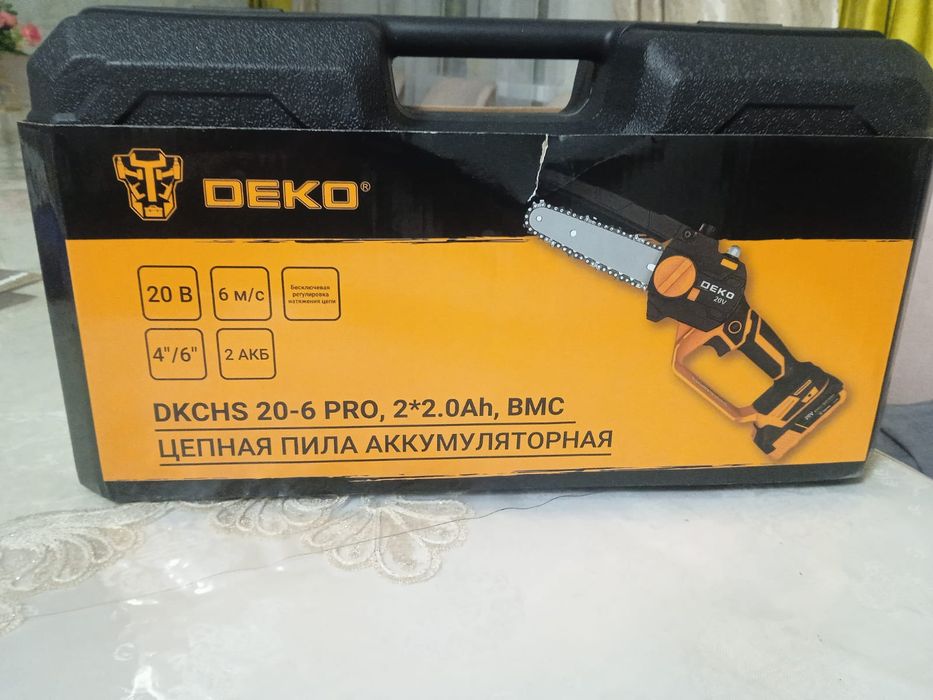 DEKO®
20 В
6 м/с
Бесключевая
регулировка
натяжения цепи
4"/6"
2 АКБ
DKCHS 20-6 PRO, 2*2.0Ah, BMC
ЦЕПНАЯ ПИЛА АККУМУЛЯТОРНАЯ
DEKO
20V
20V